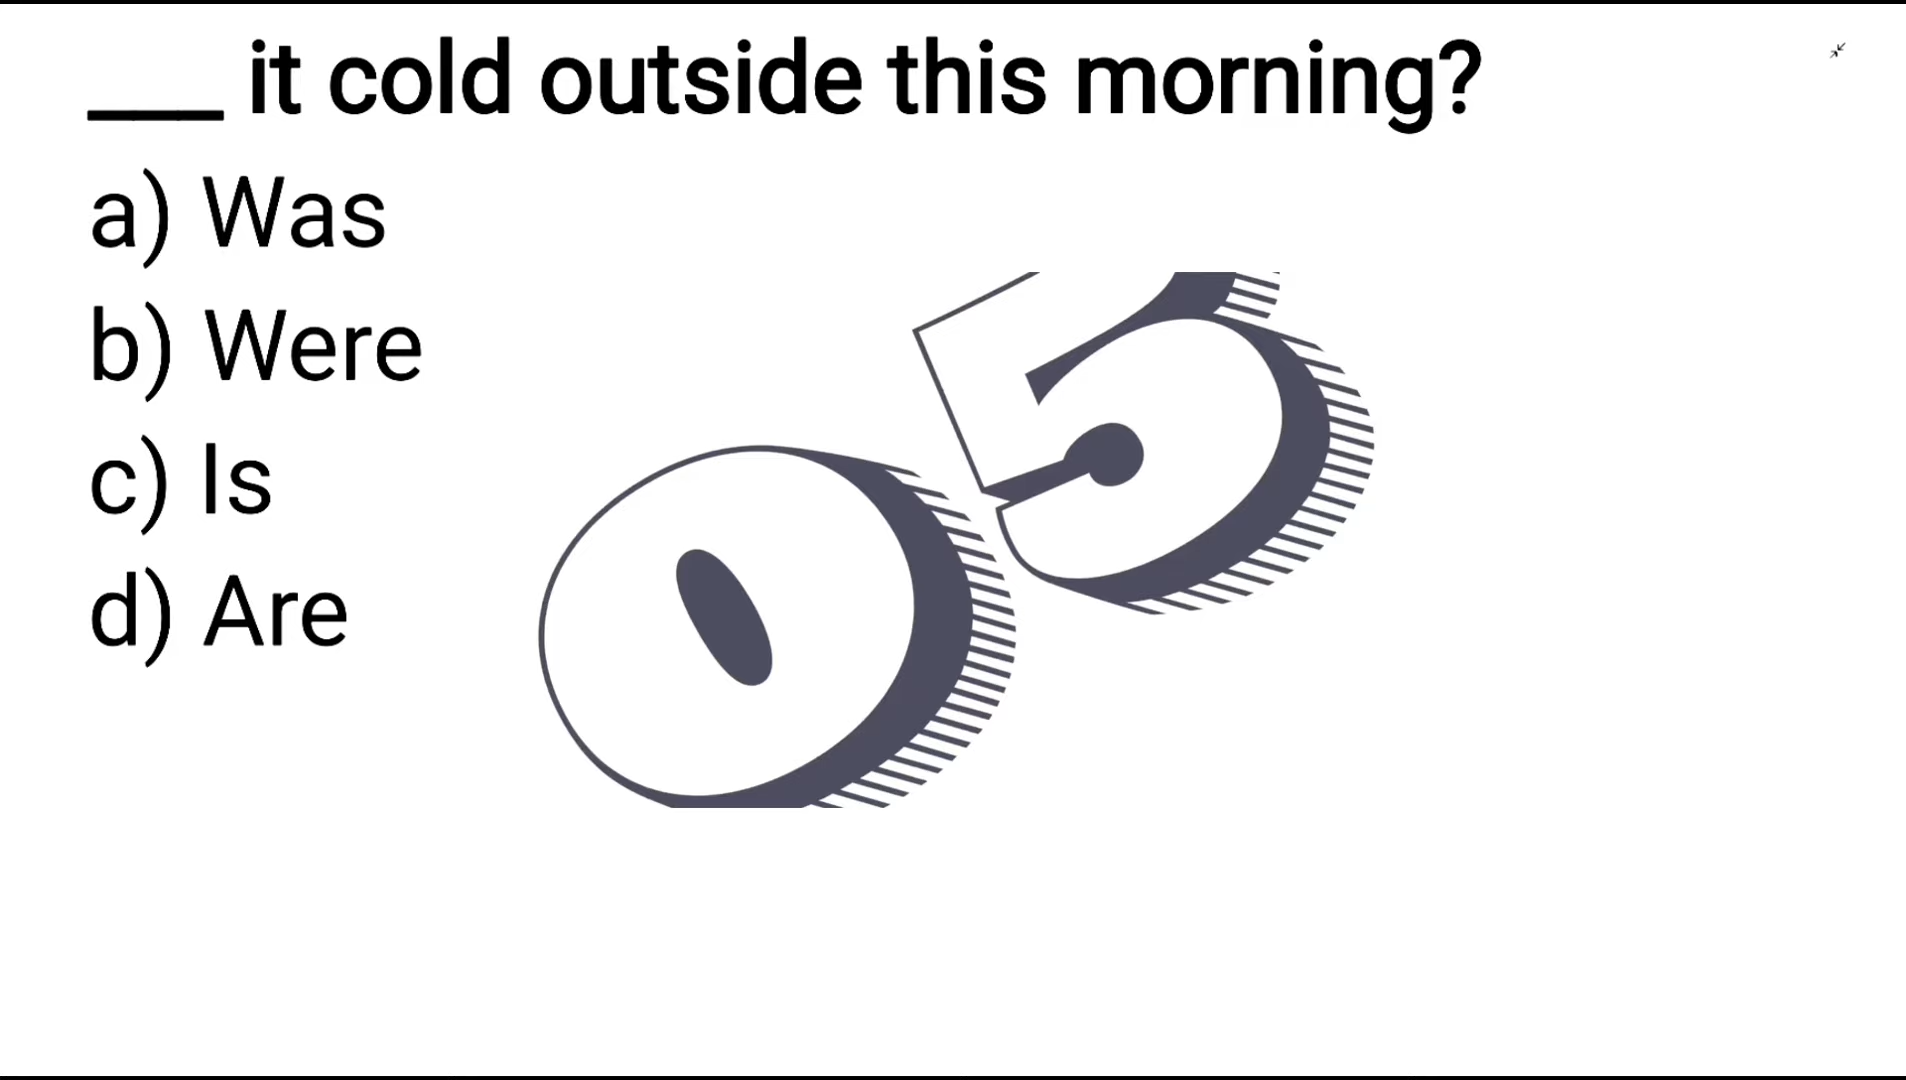 ___ it cold outside this morning?
a) Was
b) Were
c) Is
d) Are
05